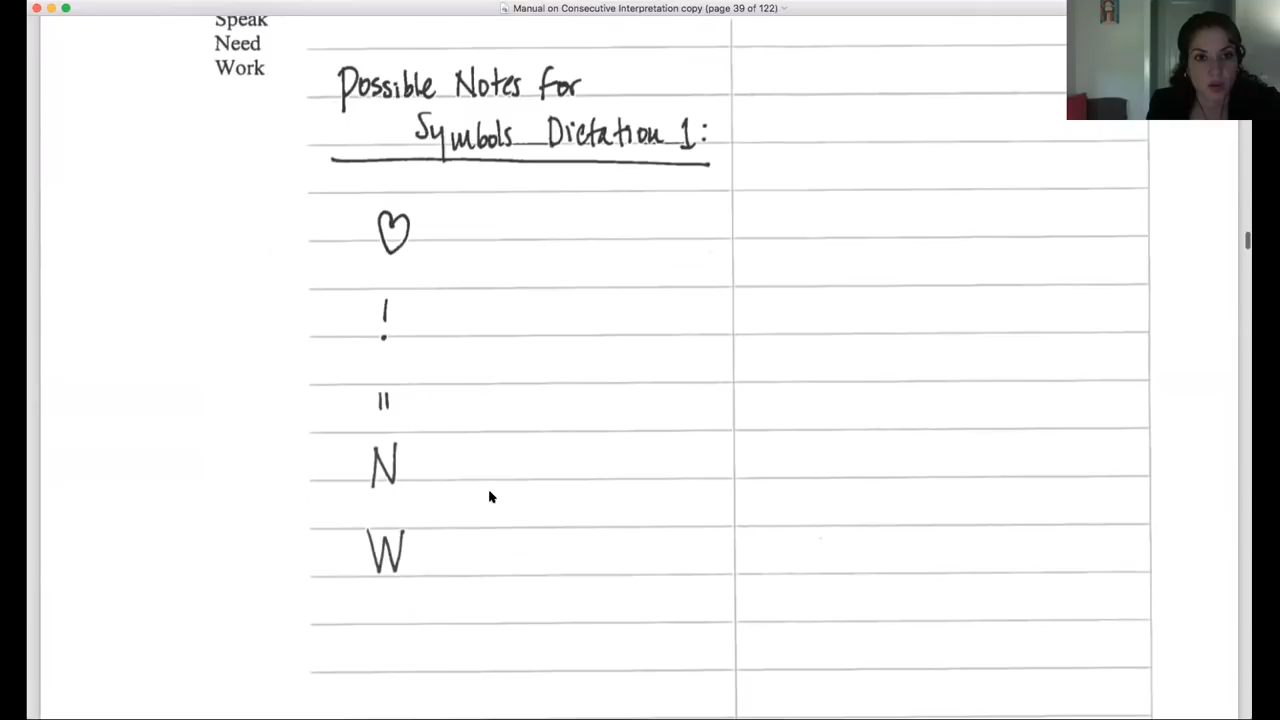 Manual on Consecutive Interpretation copy (page 39 of 122)
Speak
Need
Work
Possible Notes for
Symbols Dictation 1:
♡
!
"
N
W